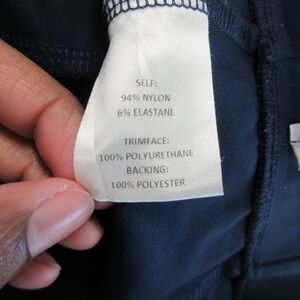 SELF:
94% NYLON
6% ELASTANE
TRIMFACE:
100% POLYURETHANE
BACKING:
100% POLYESTER